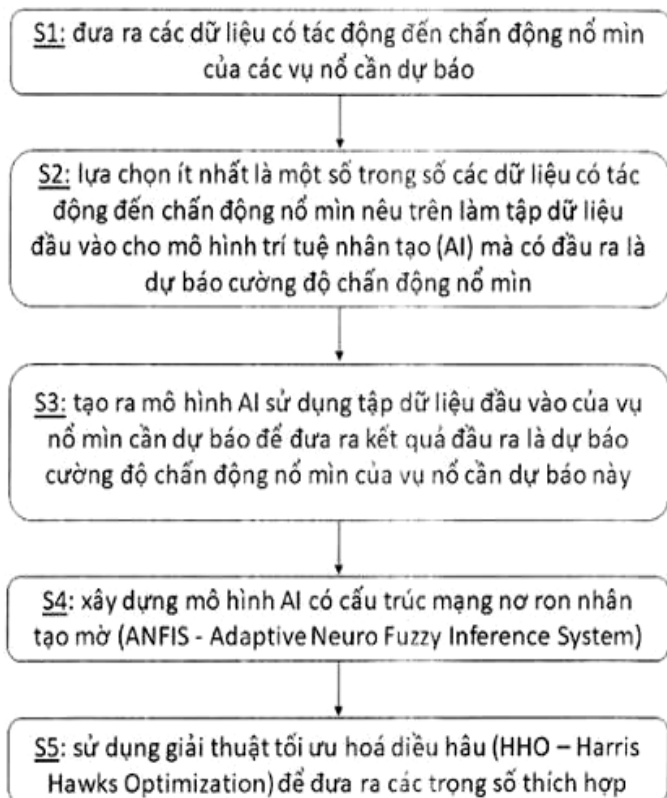 S1: đưa ra các dữ liệu có tác động đến chấn động nổ mìn
của các vụ nổ cần dự báo
S2: lựa chọn ít nhất là một số trong số các dữ liệu có tác
động đến chấn động nổ mìn nêu trên làm tập dữ liệu
đầu vào cho mô hình trí tuệ nhân tạo (AI) mà có đầu ra là
dự báo cường độ chấn động nổ mìn
S3: tạo ra mô hình AI sử dụng tập dữ liệu đầu vào của vụ
nổ mìn cần dự báo để đưa ra kết quả đầu ra là dự báo
cường độ chấn động nổ mìn của vụ nổ cần dự báo này
S4: xây dựng mô hình AI có cấu trúc mạng nơ ron nhân
tạo mờ (ANFIS - Adaptive Neuro Fuzzy Inference System)
S5: sử dụng giải thuật tối ưu hoá diều hâu (HHO – Harris
Hawks Optimization) để đưa ra các trọng số thích hợp